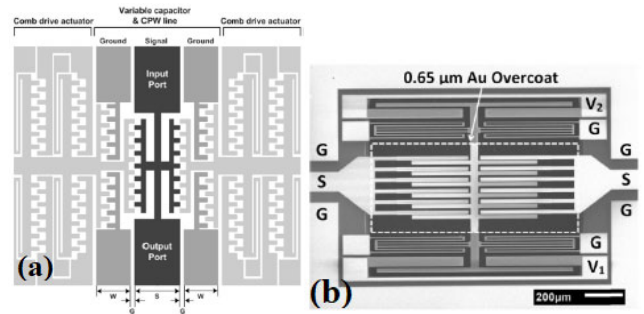 Comb drive actuator
Variable capacitor
& CPW line
Comb drive actuator
Ground
Signal
Ground
Input
Port
Output
Port
W
S
W
G
G
(a)
0.65 µm Au Overcoat
V2
G
G
G
S
S
G
G
G
V1
200µm
(b)